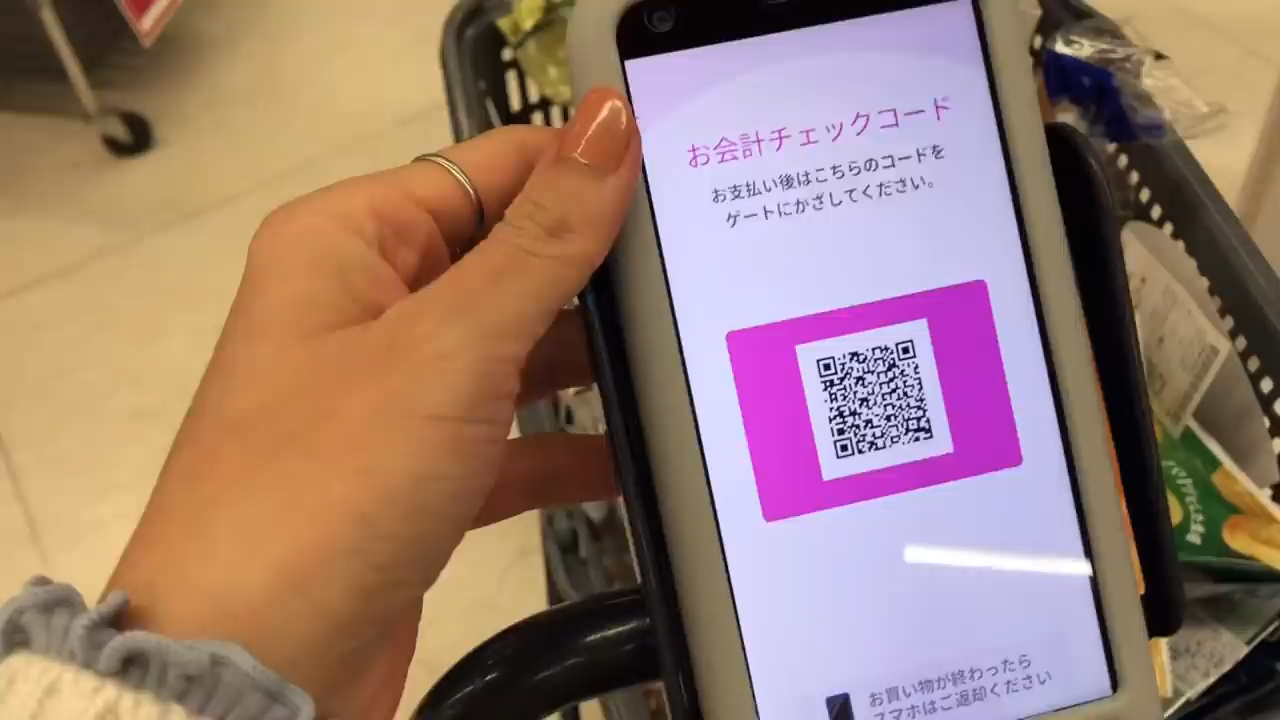 お会計チェックコード
お支払い後はこちらのコードを
ゲートにかざしてください。
お買い物が終わったら
スマホはご返却ください